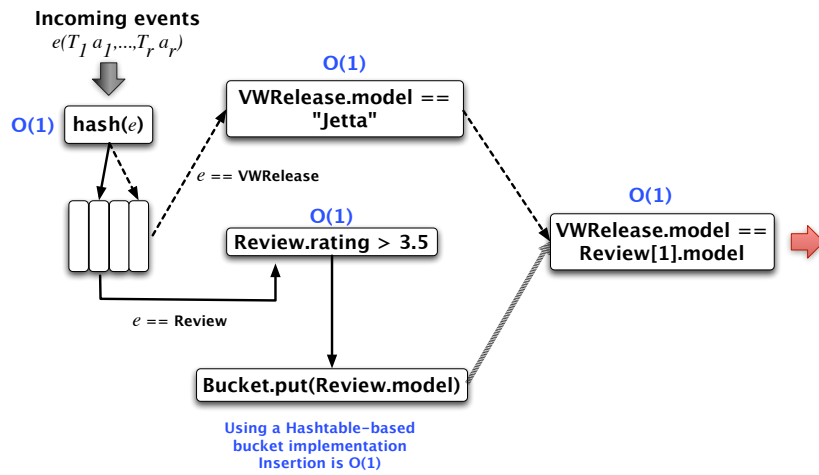 Incoming events
e(T1 a1,...,Tr ar)
O(1)
hash(e)
O(1)
VWRelease.model ==
"Jetta"
e == VWRelease
O(1)
Review.rating > 3.5
O(1)
VWRelease.model ==
Review[1].model
e == Review
Bucket.put(Review.model)
Using a Hashtable-based
bucket implementation
Insertion is O(1)